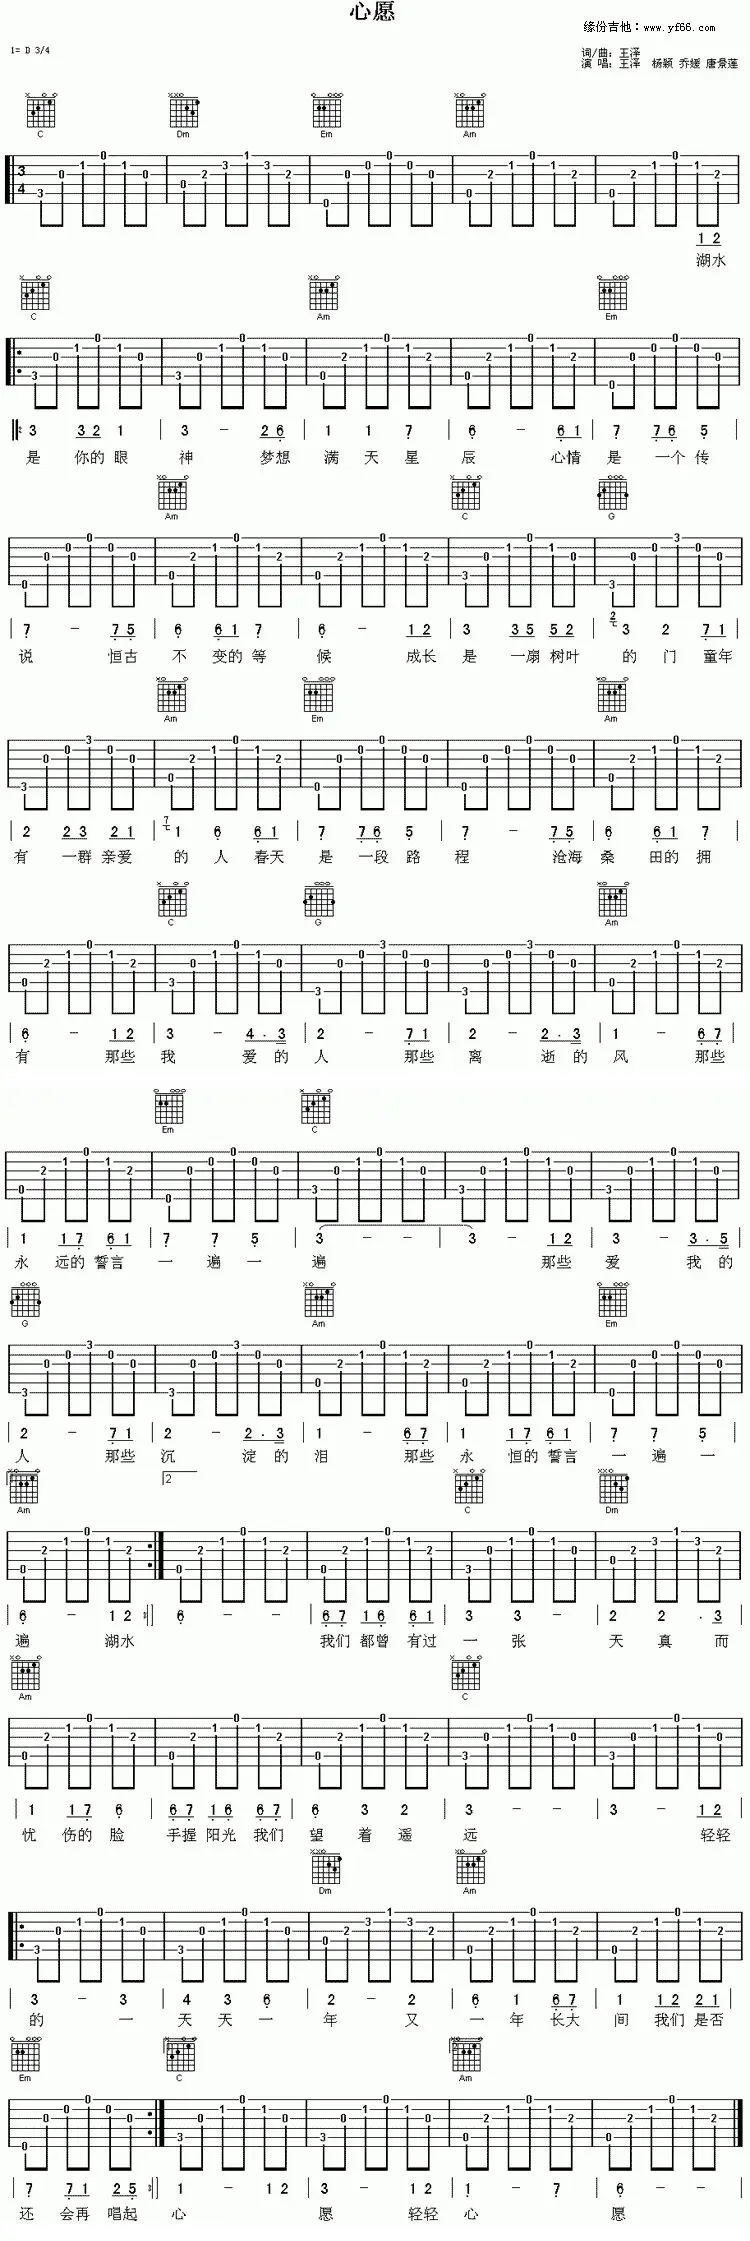 心愿
缘份吉他：www.yf66.com
1= D 3/4
词/曲：王泽
演 唱：王泽 杨颖 乔媛 唐景莲
C Dm Em Am
1 2
湖水
C Am Em
3 3 2 1 | 3 - 2 6 | 1 1 7 | 6 - 6 1 | 7 7 6 5 |
是 你的 眼 神 梦想 满 天 星 辰 心情 是 一个 传
Am C G
| 7 - 7 5 | 6 6 1 7 | 6 - 1 2 | 3 3 5 5 2 | 3 2 7 1 |
说 恒古 不 变的 等 候 成长 是 一扇 树叶 的 门 童年
Am Em Am
| 2 2 3 2 1 | 1 6 6 1 | 7 7 6 5 | 7 - 7 5 | 6 6 1 7 |
有 一群 亲爱 的 人 春天 是 一段 路 程 沧海 桑 田的 拥
C G Am
| 6 - 1 2 | 3 - 4 · 3 | 2 - 7 1 | 2 - 2 · 3 | 1 - 6 7 |
有 那些 我 爱 的 人 那些 离 逝 的 风 那些
Em C
| 1 1 7 6 1 | 7 7 5 | 3 - - | 3 - 1 2 | 3 - 3 · 5 |
永 远的 誓言 一 遍 一 遍 那些 爱 我 的
G Am Em
| 2 - 7 1 | 2 - 2 · 3 | 1 - 6 7 | 1 1 7 6 1 | 7 7 5 |
人 那些 沉 淀 的 泪 那些 永 恒的 誓言 一 遍 一
Am 2 C Dm
| 6 - 1 2 | 6 - - | 6 7 1 6 6 1 | 3 3 - | 2 2 · 3 |
遍 湖水 我们 都曾 有过 一 张 天 真 而
Am C
| 1 1 7 6 | 6 7 1 6 6 7 | 6 3 2 | 3 - - | 3 - 1 2 |
忧 伤的 脸 手握 阳光 我们 望 着 遥 远 轻轻
Dm Am
| 3 - 3 | 4 3 6 | 2 - 2 | 6 1 6 7 | 1 1 2 2 1 |
的 一 天 天 一 年 又 一 年 长大 间 我们 是否
Em C Am
| 7 7 1 2 5 | 1 - 1 2 | 3 - 1 2 | 1 - 7 | 6 - |
还 会再 唱起 心 愿 轻轻 心 愿